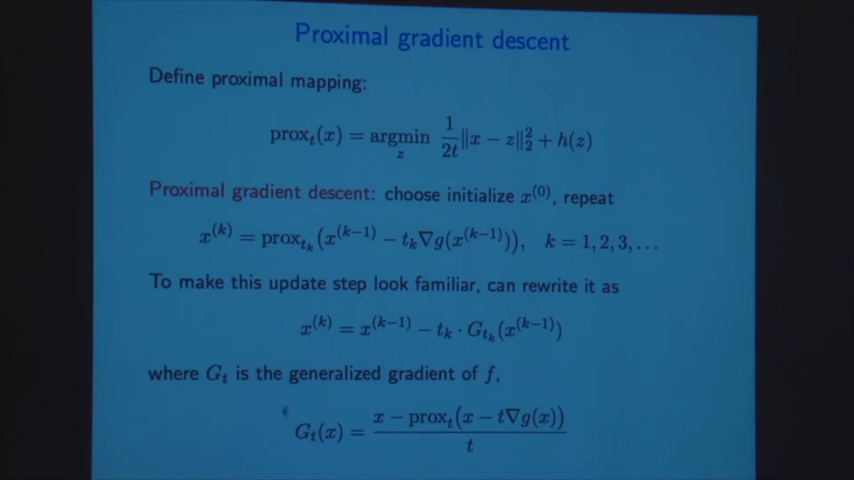 Proximal gradient descent
Define proximal mapping:
prox_t(x) = argmin_z 1/2t ‖x − z‖₂² + h(z)
Proximal gradient descent: choose initialize x^(0), repeat
x^(k) = prox_{t_k}(x^(k−1) − t_k∇g(x^(k−1))), k = 1, 2, 3, …
To make this update step look familiar, can rewrite it as
x^(k) = x^(k−1) − t_k · G_{t_k}(x^(k−1))
where G_t is the generalized gradient of f,
G_t(x) = (x − prox_t(x − t∇g(x))) / t